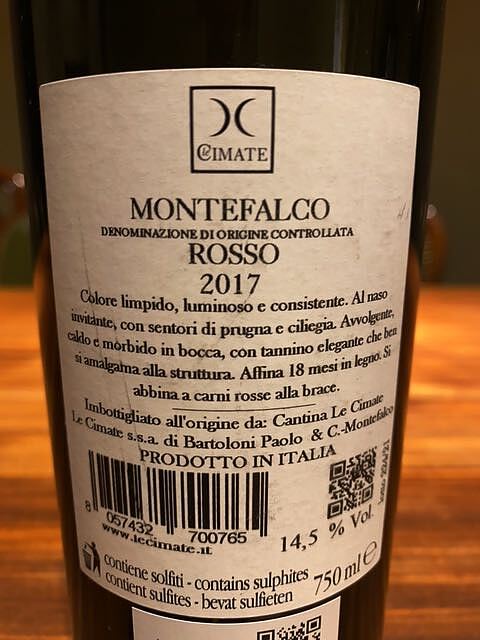 le CIMATE
MONTEFALCO
DENOMINAZIONE DI ORIGINE CONTROLLATA
ROSSO
2017
Colore limpido, luminoso e consistente. Al naso
invitante, con sentori di prugna e ciliegia. Avvolgente,
caldo e morbido in bocca, con tannino elegante che ben
si amalgama alla struttura. Affina 18 mesi in legno. Si
abbina a carni rosse alla brace.
Imbottigliato all'origine da: Cantina Le Cimate
Le Cimate s.s.a. di Bartoloni Paolo & C.-Montefalco
PRODOTTO IN ITALIA
8 057432 700765
www.lecimate.it
14,5 % Vol.
contiene solfiti - contains sulphites
contient sulfites - bevat sulfieten
750 ml e